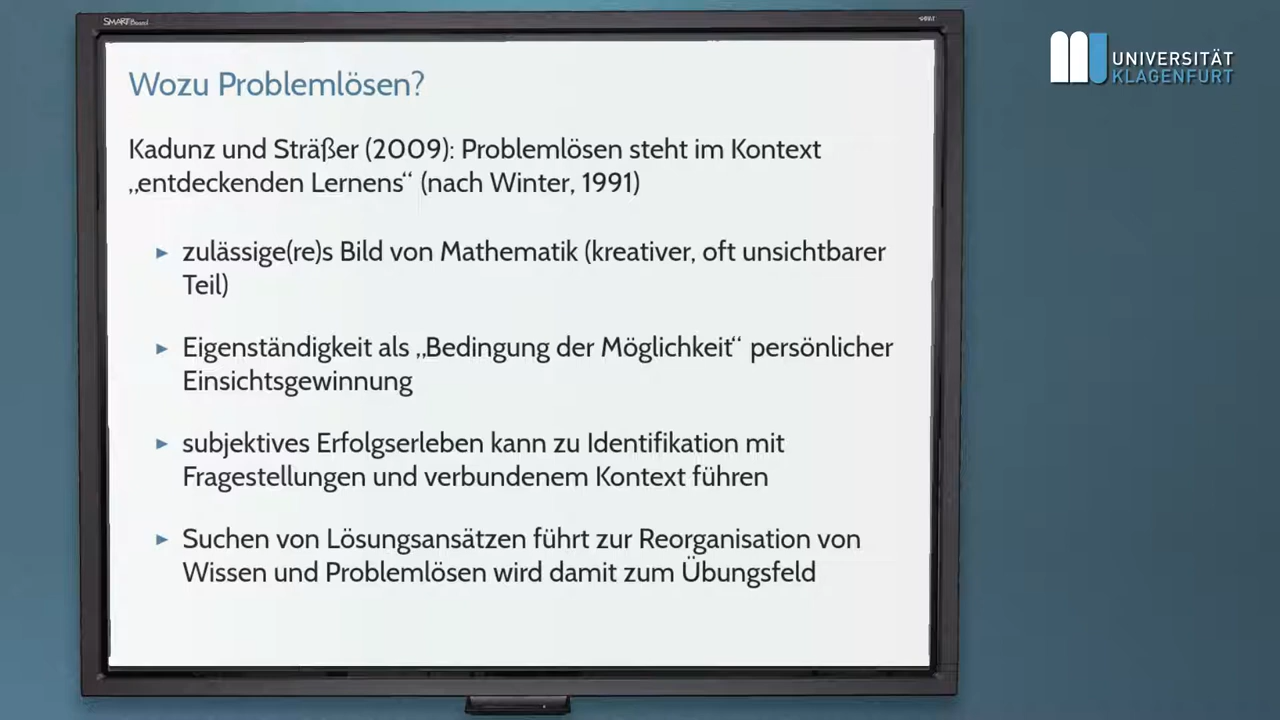 SMART Board
UNIVERSITÄT
KLAGENFURT
Wozu Problemlösen?
Kadunz und Sträßer (2009): Problemlösen steht im Kontext
„entdeckenden Lernens“ (nach Winter, 1991)
► zulässige(re)s Bild von Mathematik (kreativer, oft unsichtbarer
Teil)
► Eigenständigkeit als „Bedingung der Möglichkeit“ persönlicher
Einsichtsgewinnung
► subjektives Erfolgserleben kann zu Identifikation mit
Fragestellungen und verbundenem Kontext führen
► Suchen von Lösungsansätzen führt zur Reorganisation von
Wissen und Problemlösen wird damit zum Übungsfeld